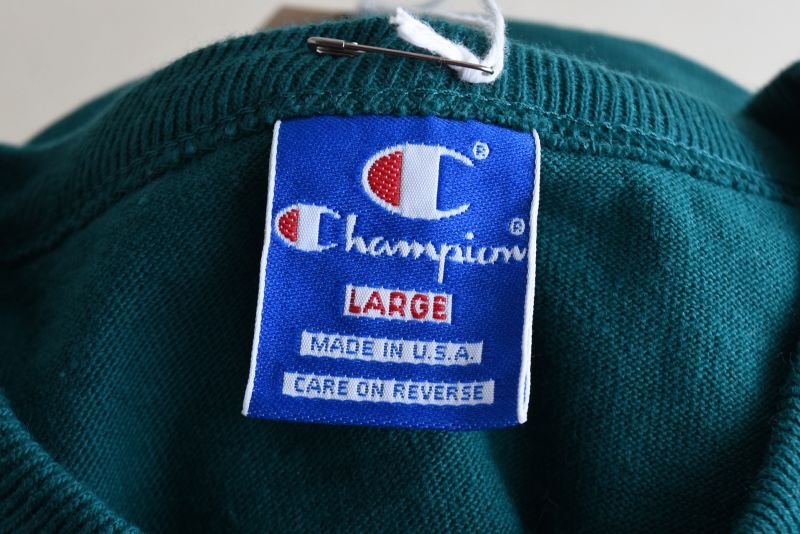 ®
Champion®
LARGE
MADE IN U.S.A.
CARE ON REVERSE